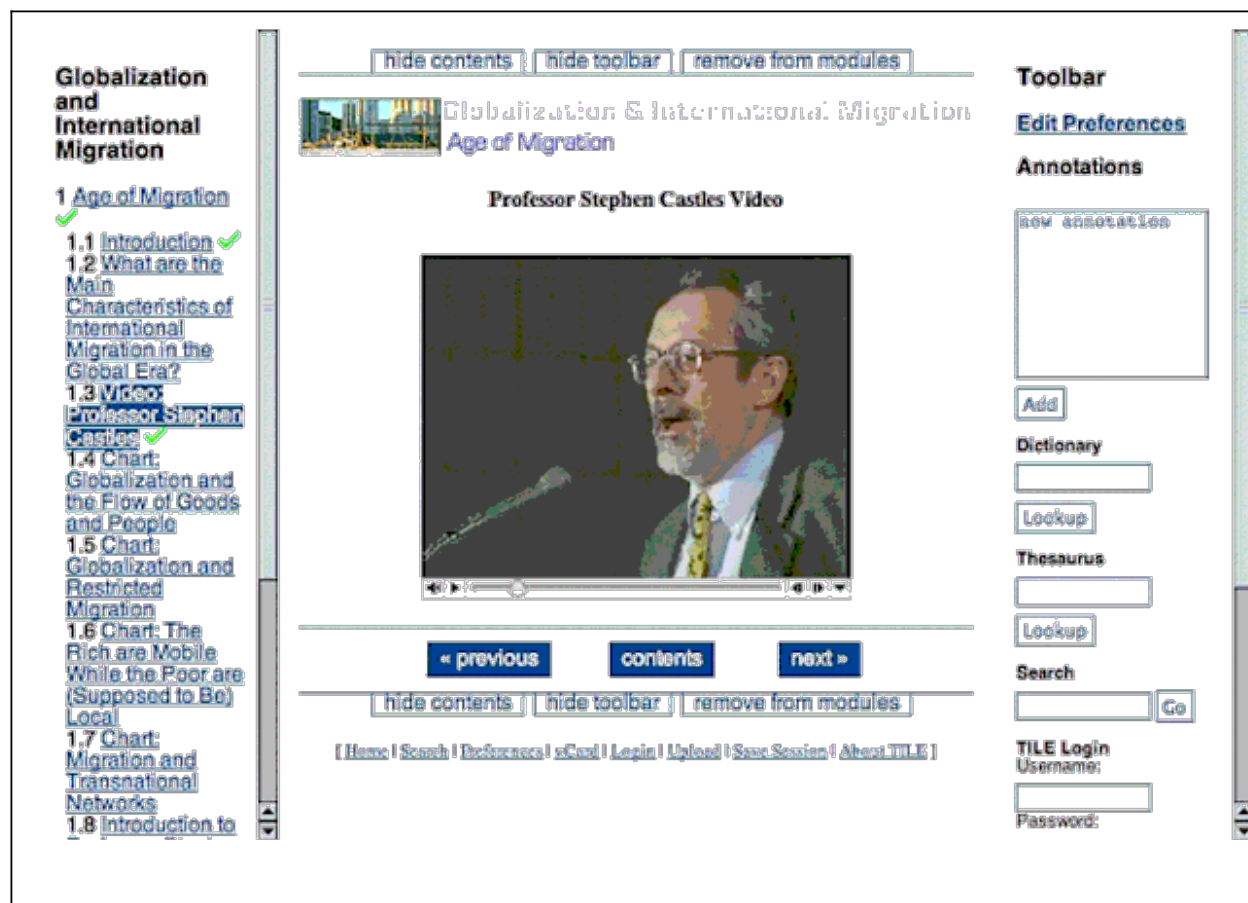 Globalization
and
International
Migration
1 Age of Migration
1.1 Introduction
1.2 What are the
Main
Characteristics of
International
Migration in the
Global Era?
1.3 Video:
Professor Stephen
Castles
1.4 Chart:
Globalization and
the Flow of Goods
and People
1.5 Chart:
Globalization and
Restricted
Migration
1.6 Chart: The
Rich are Mobile
While the Poor are
(Supposed to Be)
Local
1.7 Chart:
Migration and
Transnational
Networks
1.8 Introduction to
hide contents hide toolbar remove from modules
Globalization & International Migration
Age of Migration
Professor Stephen Castles Video
« previous contents next »
hide contents hide toolbar remove from modules
[ Home | Search | Preferences | vCard | Login | Upload | Save Session | About TILE ]
Toolbar
Edit Preferences
Annotations
new annotation
Add
Dictionary
Lookup
Thesaurus
Lookup
Search
Go
TILE Login
Username:
Password: